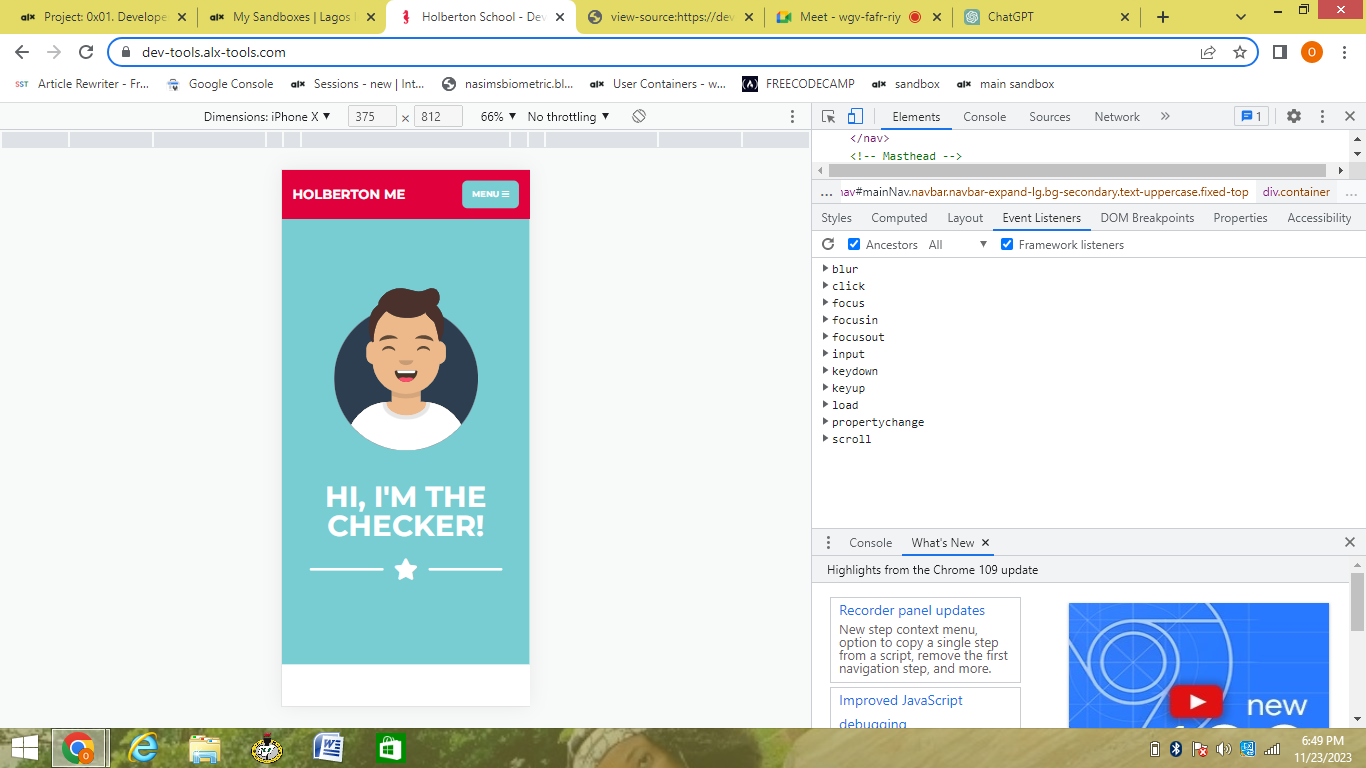 Project: 0x01. Develope
My Sandboxes | Lagos
Holberton School - De
view-source:https://dev
Meet - wgv-fafr-riy
ChatGPT
dev-tools.alx-tools.com
O
SST Article Rewriter - Fr...
Google Console
alx Sessions - new | Int...
nasimsbiometric.bl...
alx User Containers - w...
FREECODECAMP
alx sandbox
alx main sandbox
Dimensions: iPhone X ▼ 375 × 812 66% ▼ No throttling ▼
Elements Console Sources Network » 1
</nav>
<!-- Masthead -->
... nav#mainNav.navbar.navbar-expand-lg.bg-secondary.text-uppercase.fixed-top div.container ...
Styles Computed Layout Event Listeners DOM Breakpoints Properties Accessibility
Ancestors All ▼ Framework listeners
blur
click
focus
focusin
focusout
input
keydown
keyup
load
propertychange
scroll
HOLBERTON ME
MENU
HI, I'M THE
CHECKER!
Console What's New
Highlights from the Chrome 109 update
Recorder panel updates
New step context menu,
option to copy a single step
from a script, remove the first
navigation step, and more.
Improved JavaScript
debugging
new
6:49 PM
11/23/2023